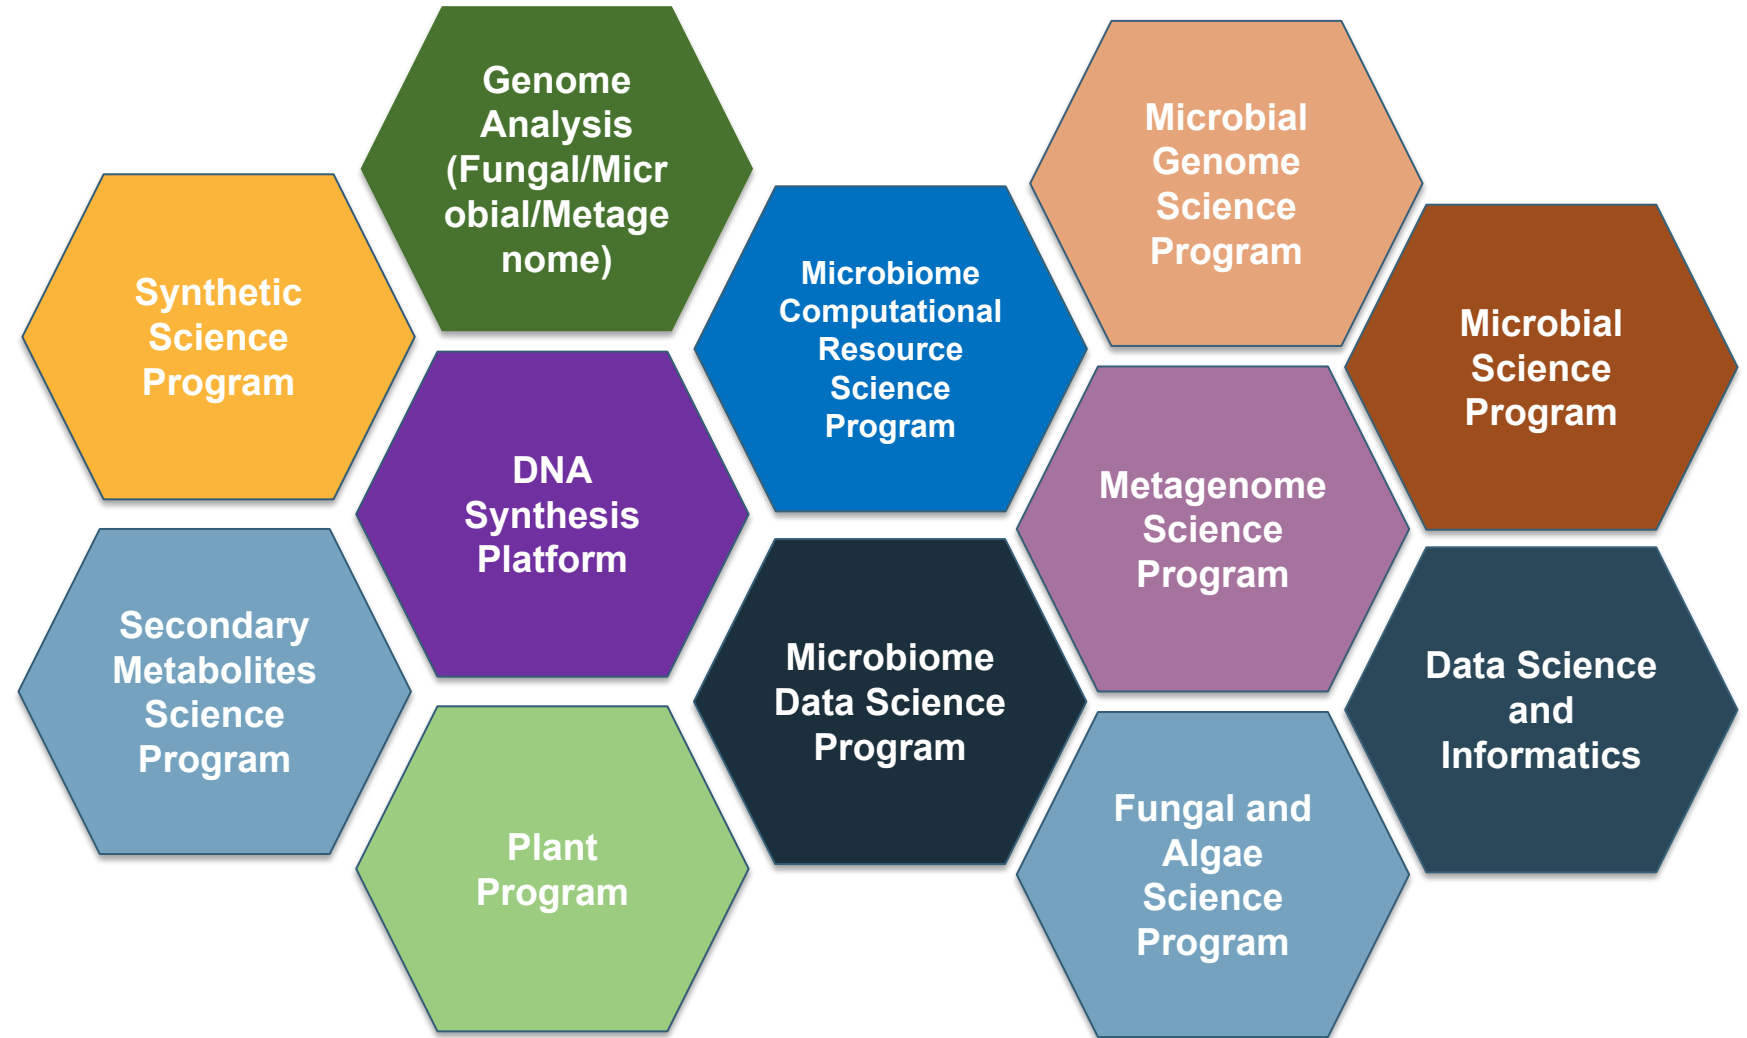 Genome
Analysis
(Fungal/Micr
obial/Metage
nome)
Microbial
Genome
Science
Program
Synthetic
Science
Program
Microbiome
Computational
Resource
Science
Program
Microbial
Science
Program
DNA
Synthesis
Platform
Metagenome
Science
Program
Secondary
Metabolites
Science
Program
Microbiome
Data Science
Program
Data Science
and
Informatics
Plant
Program
Fungal and
Algae
Science
Program